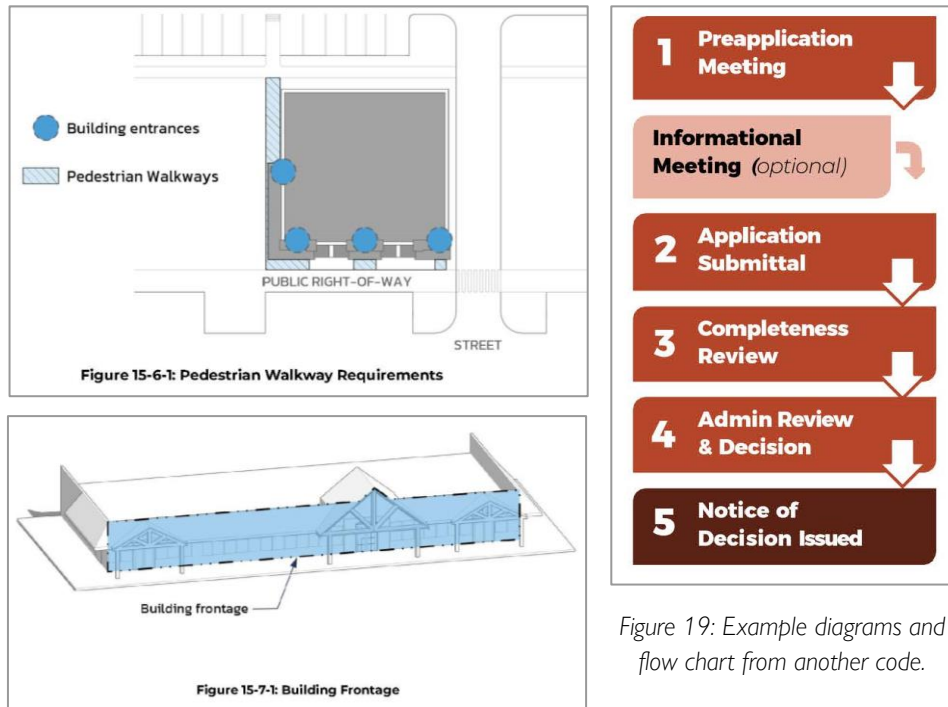 Building entrances
Pedestrian Walkways
PUBLIC RIGHT-OF-WAY
STREET
Figure 15-6-1: Pedestrian Walkway Requirements
Building frontage
Figure 15-7-1: Building Frontage
1 Preapplication
Meeting
Informational
Meeting (optional)
2 Application
Submittal
3 Completeness
Review
4 Admin Review
& Decision
5 Notice of
Decision Issued
Figure 19: Example diagrams and
flow chart from another code.